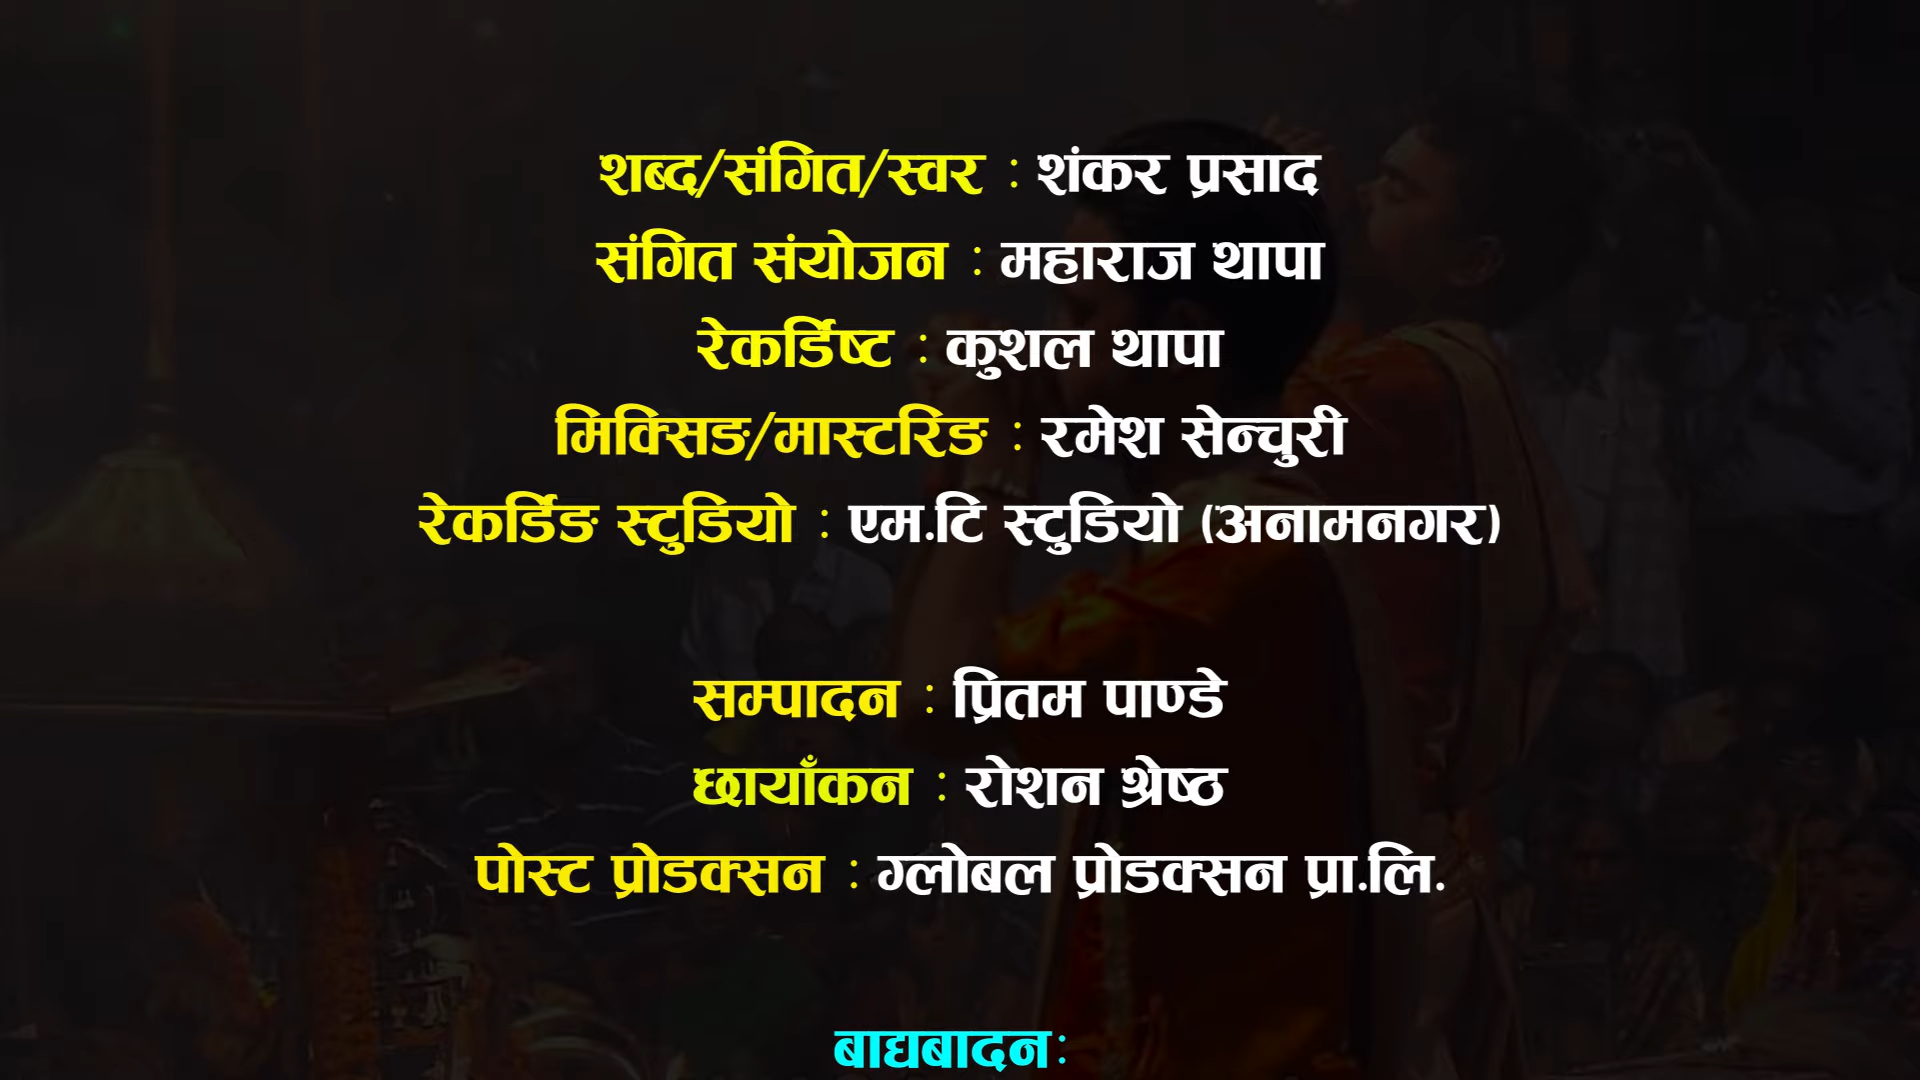 शब्द/संगित/स्वर : शंकर प्रसाद
संगित संयोजन : महाराज थापा
रेकर्डिष्ट : कुशल थापा
मिक्सिङ/मास्टरिङ : रमेश सेन्चुरी
रेकर्डिङ स्टुडियो : एम.टि स्टुडियो (अनामनगर)
सम्पादन : प्रितम पाण्डे
छायाँकन : रोशन श्रेष्ठ
पोस्ट प्रोडक्सन : ग्लोबल प्रोडक्सन प्रा.लि.
बाद्यबादन: